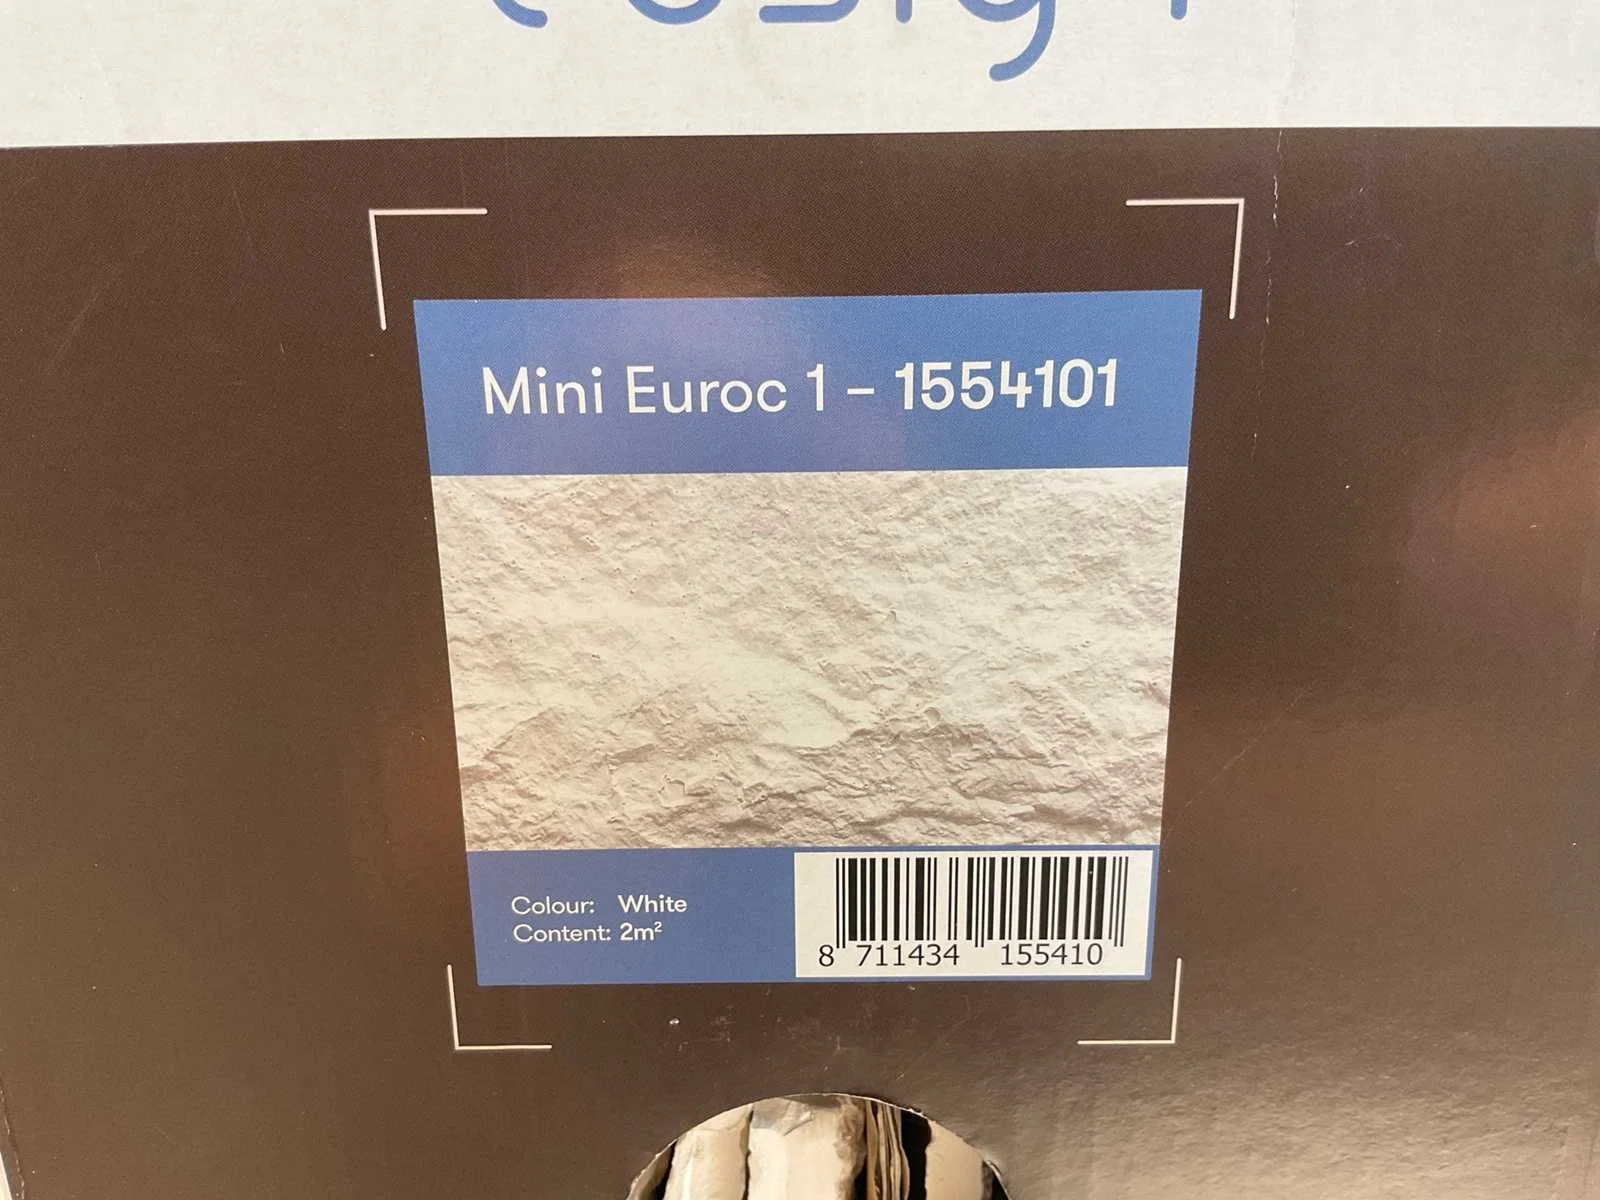 Mini Euroc 1 – 1554101
Colour: White
Content: 2m²
8 711434 155410